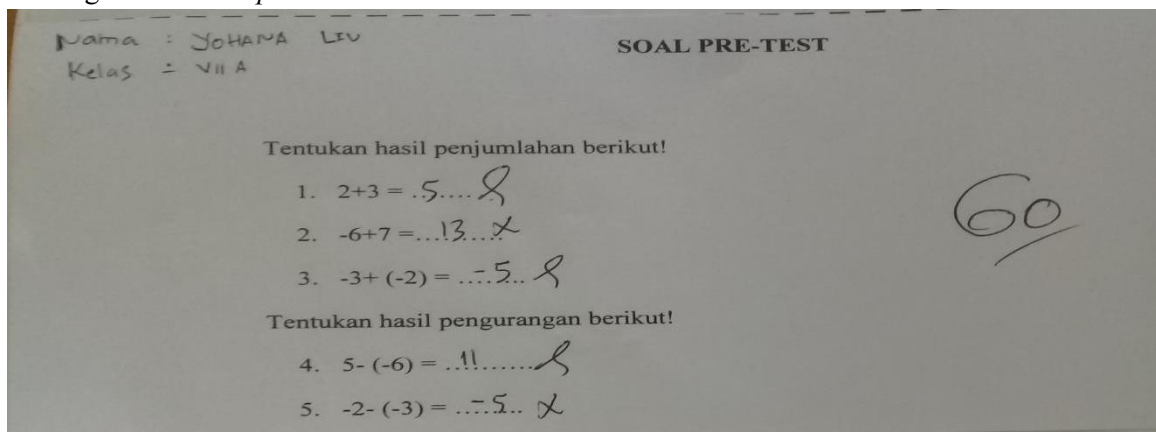 Nama : YOHANA LIU
Kelas : VII A
SOAL PRE-TEST
Tentukan hasil penjumlahan berikut!
1. 2+3 = .5....
2. -6+7 =...13....
3. -3+ (-2) = ....-5..
60
Tentukan hasil pengurangan berikut!
4. 5- (-6) = ..11.......
5. -2- (-3) = ....-5..